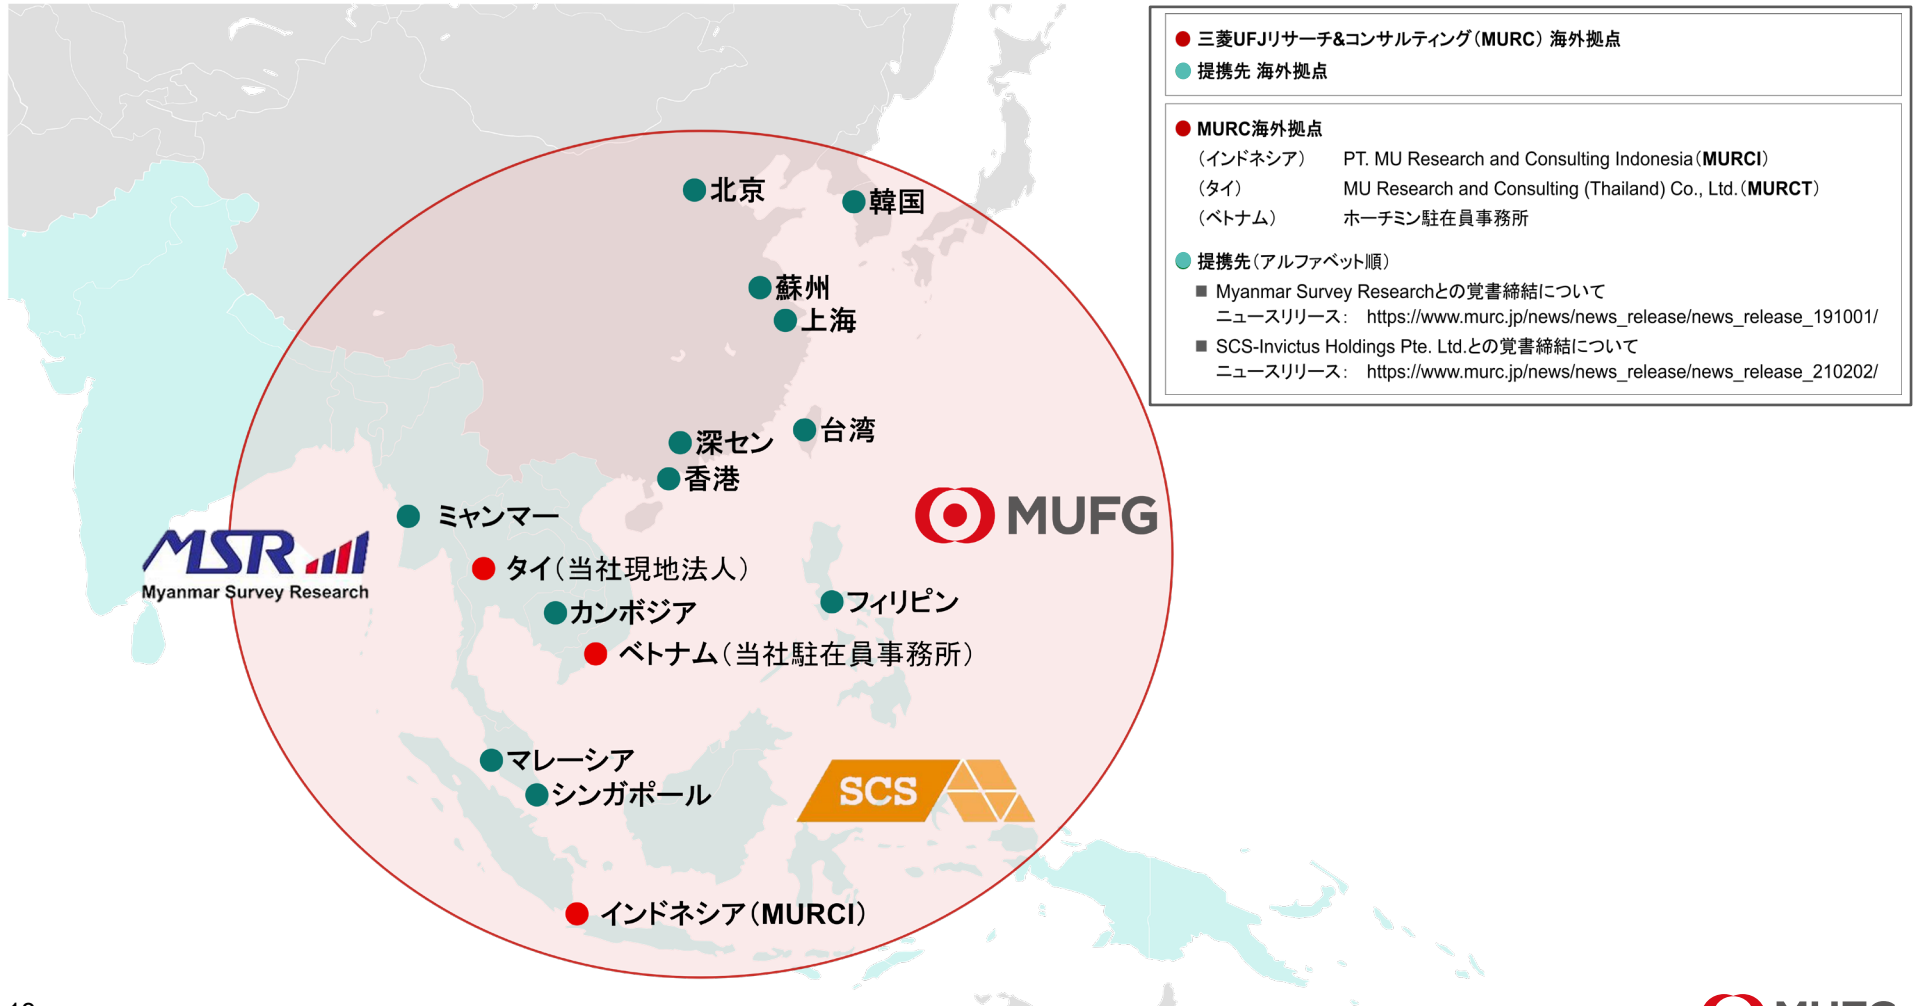 三菱UFJリサーチ&コンサルティング（MURC） 海外拠点
提携先 海外拠点
MURC海外拠点
（インドネシア） PT. MU Research and Consulting Indonesia（MURCI）
（タイ） MU Research and Consulting (Thailand) Co., Ltd.（MURCT）
（ベトナム） ホーチミン駐在員事務所
提携先（アルファベット順）
■ Myanmar Survey Researchとの覚書締結について
ニュースリリース： https://www.murc.jp/news/news_release/news_release_191001/
■ SCS-Invictus Holdings Pte. Ltd.との覚書締結について
ニュースリリース： https://www.murc.jp/news/news_release/news_release_210202/
北京
韓国
蘇州
上海
台湾
深セン
香港
ミャンマー
MUFG
MSR
Myanmar Survey Research
タイ（当社現地法人）
フィリピン
カンボジア
ベトナム（当社駐在員事務所）
マレーシア
シンガポール
SCS
インドネシア（MURCI）
MUFG